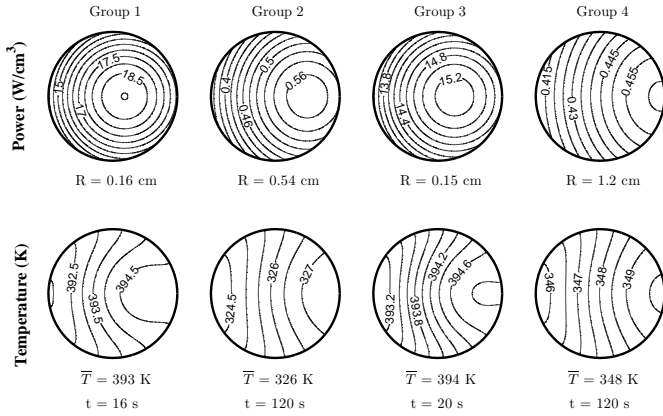 Group 1 Group 2 Group 3 Group 4
Power (W/cm³)
15 17 17.5 18.5
0.4 0.46 0.5 0.56
13.8 14.4 14.8 15.2
0.415 0.43 0.445 0.455
R = 0.16 cm R = 0.54 cm R = 0.15 cm R = 1.2 cm
Temperature (K)
392.5 393.5 394.5
324.5 326 327
393.2 393.8 394.2 394.6
346 347 348 349
T̅ = 393 K T̅ = 326 K T̅ = 394 K T̅ = 348 K
t = 16 s t = 120 s t = 20 s t = 120 s